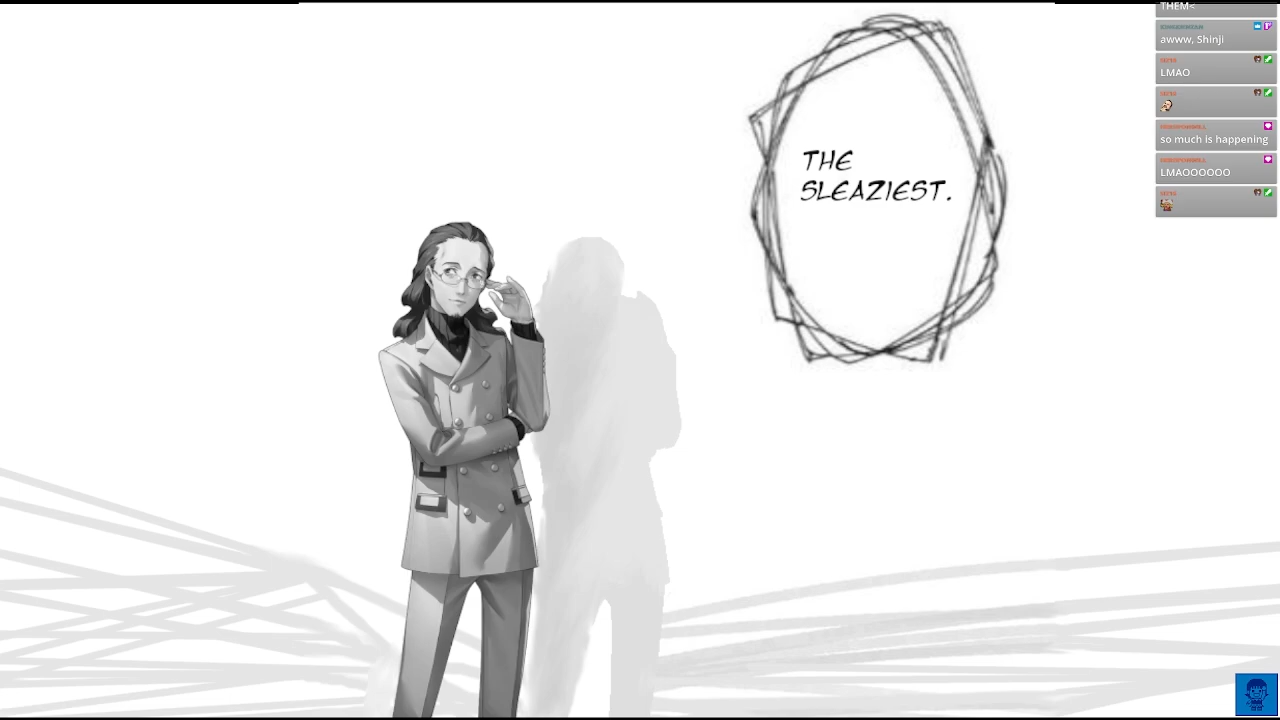 THE
SLEAZIEST.
THEM<
awww, Shinji
LMAO
so much is happening
LMAOOOOOO